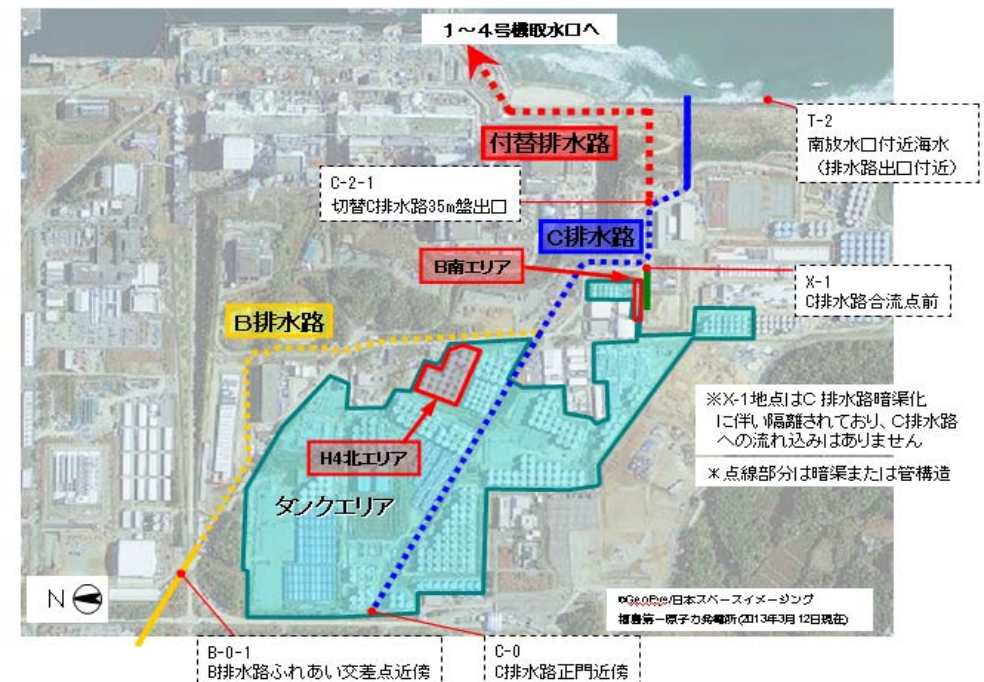 1～4号機取水口へ
付替排水路
T-2
南放水口付近海水
（排水路出口付近）
C-2-1
切替C排水路35m盤出口
C排水路
B南エリア
X-1
C排水路合流点前
B排水路
※X-1地点はC排水路暗渠化
に伴い隔離されており、C排水路
への流れ込みはありません
＊点線部分は暗渠または管構造
H4北エリア
タンクエリア
N
©GeoEye/日本スペースイメージング
福島第一原子力発電所(2013年3月12日現在)
B-0-1
B排水路ふれあい交差点近傍
C-0
C排水路正門近傍